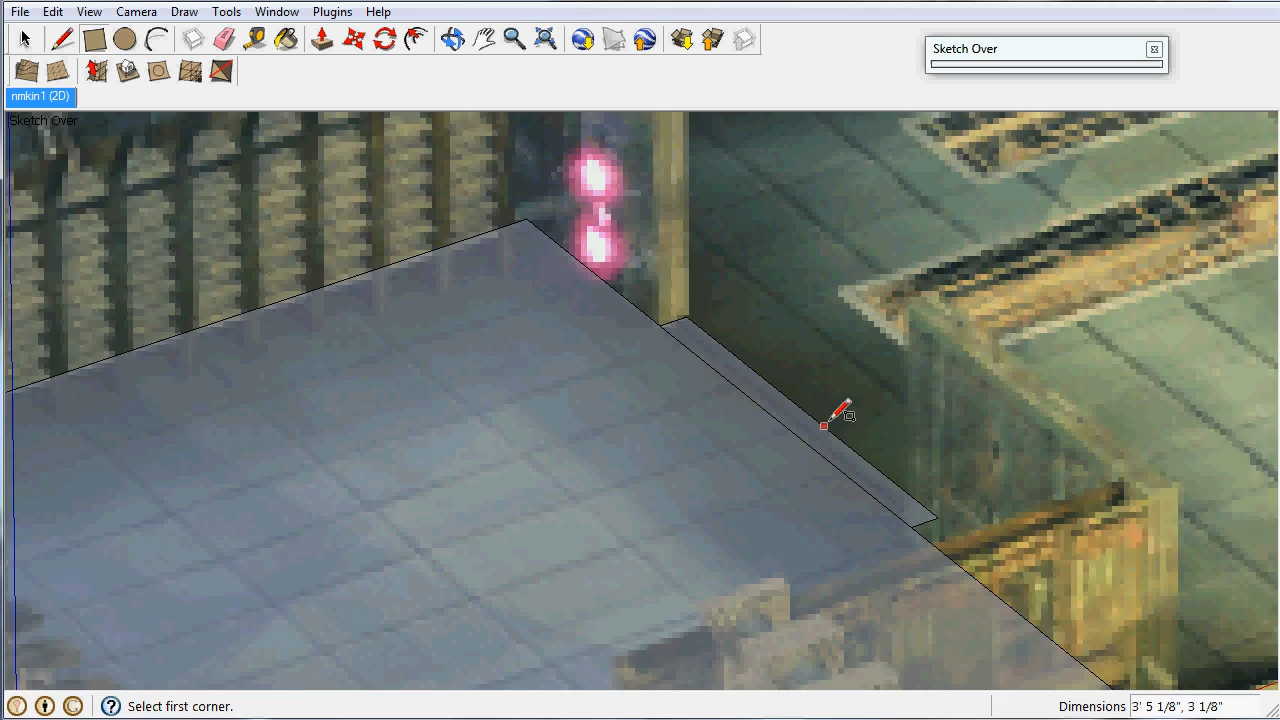 File Edit View Camera Draw Tools Window Plugins Help
Sketch Over
nmkin1 (2D)
Sketch Over
Select first corner.
Dimensions 3' 5 1/8", 3 1/8"